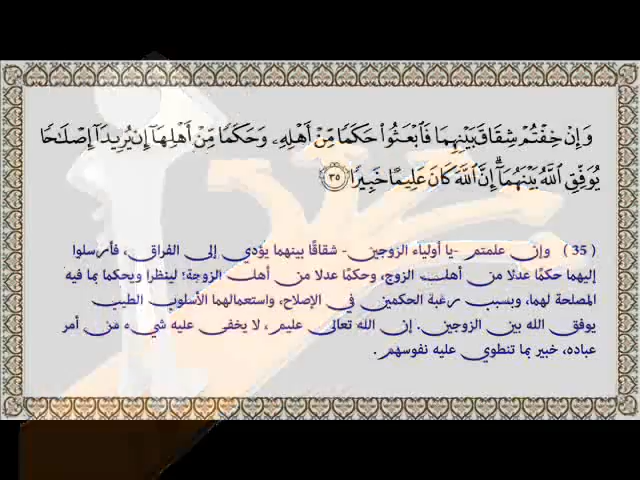 وَإِنْ خِفْتُمْ شِقَاقَ بَيْنِهِمَا فَٱبْعَثُوا۟ حَكَمًا مِّنْ أَهْلِهِۦ وَحَكَمًا مِّنْ أَهْلِهَآ إِن يُرِيدَآ إِصْلَٰحًا
يُوَفِّقِ ٱللَّهُ بَيْنَهُمَآ ۗ إِنَّ ٱللَّهَ كَانَ عَلِيمًا خَبِيرًا ٣٥
( 35 ) وإن علمتم -يا أولياء الزوجين- شقاقًا بينهما يؤدي إلى الفراق، فأرسلوا
إليهما حكمًا عدلا من أهل الزوج، وحكمًا عدلا من أهل الزوجة؛ لينظرا ويحكما بما فيه
المصلحة لهما، وبسبب رغبة الحكمين في الإصلاح، واستعمالهما الأسلوب الطيب
يوفق الله بين الزوجين. إن الله تعالى عليم، لا يخفى عليه شيء من أمر
عباده، خبير بما تنطوي عليه نفوسهم.